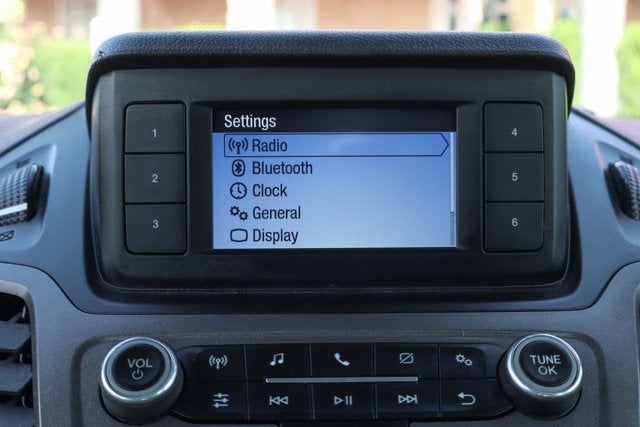 Settings
Radio
Bluetooth
Clock
General
Display
1
2
3
4
5
6
VOL
TUNE
OK